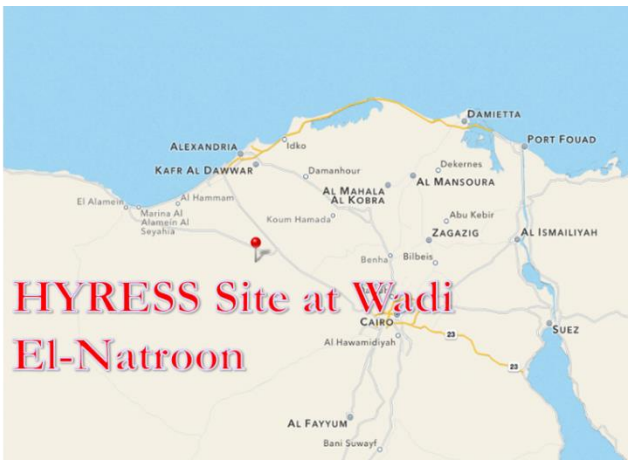 DAMIETTA
PORT FOUAD
ALEXANDRIA
Idko
KAFR AL DAWWAR
Damanhour
Dekernes
AL MAHALA
AL KOBRA
AL MANSOURA
El Alamein
Al Hammam
Marina Al
Alamein Al
Seyahia
Koum Hamada
Abu Kebir
ZAGAZIG
AL ISMAILIYAH
Benha
Bilbeis
HYRESS Site at Wadi
El-Natroon
CAIRO
SUEZ
23
Al Hawamidiyah
23
AL FAYYUM
Bani Suwayf